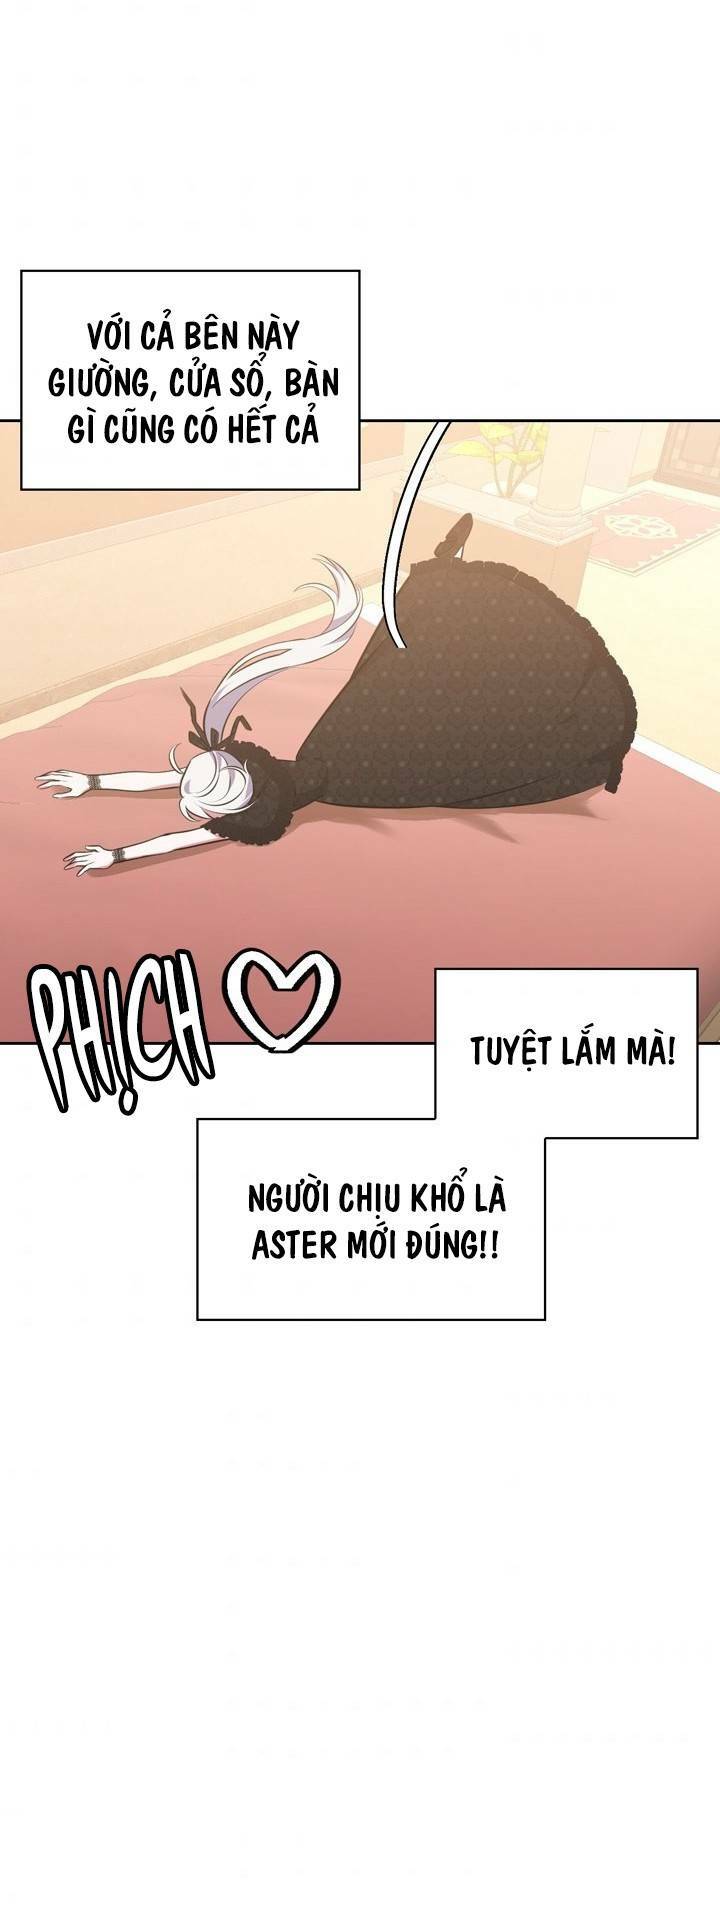 VỚI CẢ BÊN NÀY
GIƯỜNG, CỬA SỔ, BÀN
GÌ CŨNG CÓ HẾT CẢ
PHỊCH
TUYỆT LẮM MÀ!
NGƯỜI CHỊU KHỔ LÀ
ASTER MỚI ĐÚNG!!